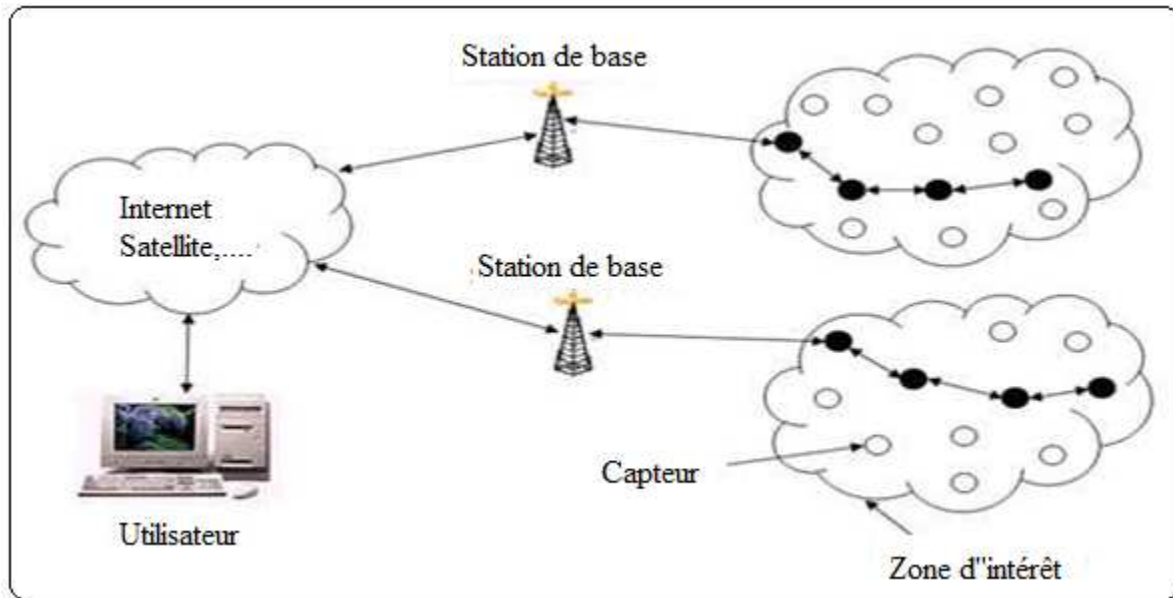 Station de base
Internet
Satellite,....
Station de base
Capteur
Utilisateur
Zone d"intérêt